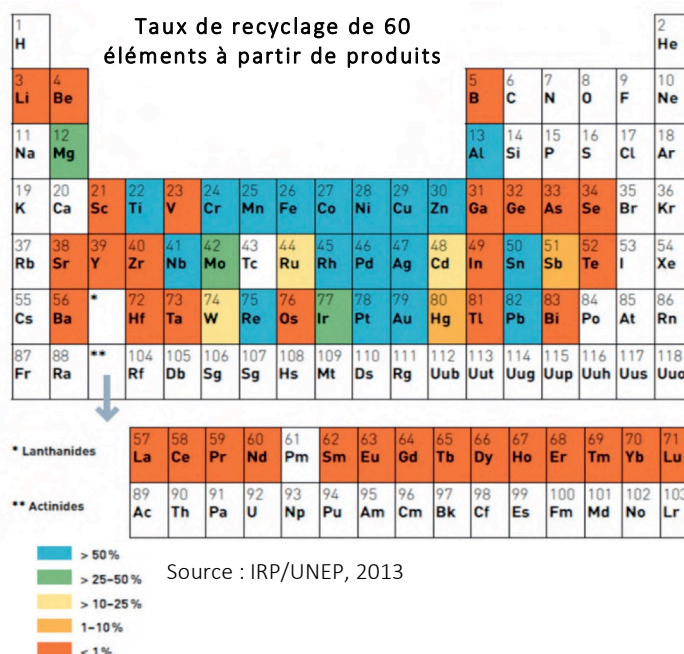 Taux de recyclage de 60
éléments à partir de produits
1 2
H He
3 4 5 6 7 8 9 10
Li Be B C N O F Ne
11 12 13 14 15 16 17 18
Na Mg Al Si P S Cl Ar
19 20 21 22 23 24 25 26 27 28 29 30 31 32 33 34 35 36
K Ca Sc Ti V Cr Mn Fe Co Ni Cu Zn Ga Ge As Se Br Kr
37 38 39 40 41 42 43 44 45 46 47 48 49 50 51 52 53 54
Rb Sr Y Zr Nb Mo Tc Ru Rh Pd Ag Cd In Sn Sb Te I Xe
55 56 * 72 73 74 75 76 77 78 79 80 81 82 83 84 85 86
Cs Ba Hf Ta W Re Os Ir Pt Au Hg Tl Pb Bi Po At Rn
87 88 ** 104 105 106 107 108 109 110 111 112 113 114 115 116 117 118
Fr Ra Rf Db Sg Sg Hs Mt Ds Rg Uub Uut Uug Uup Uuh Uus Uuo
57 58 59 60 61 62 63 64 65 66 67 68 69 70 71
* Lanthanides La Ce Pr Nd Pm Sm Eu Gd Tb Dy Ho Er Tm Yb Lu
89 90 91 92 93 94 95 96 97 98 99 100 101 102 103
** Actinides Ac Th Pa U Np Pu Am Cm Bk Cf Es Fm Md No Lr
> 50%
Source : IRP/UNEP, 2013
> 25-50%
> 10-25%
1-10%
< 1%